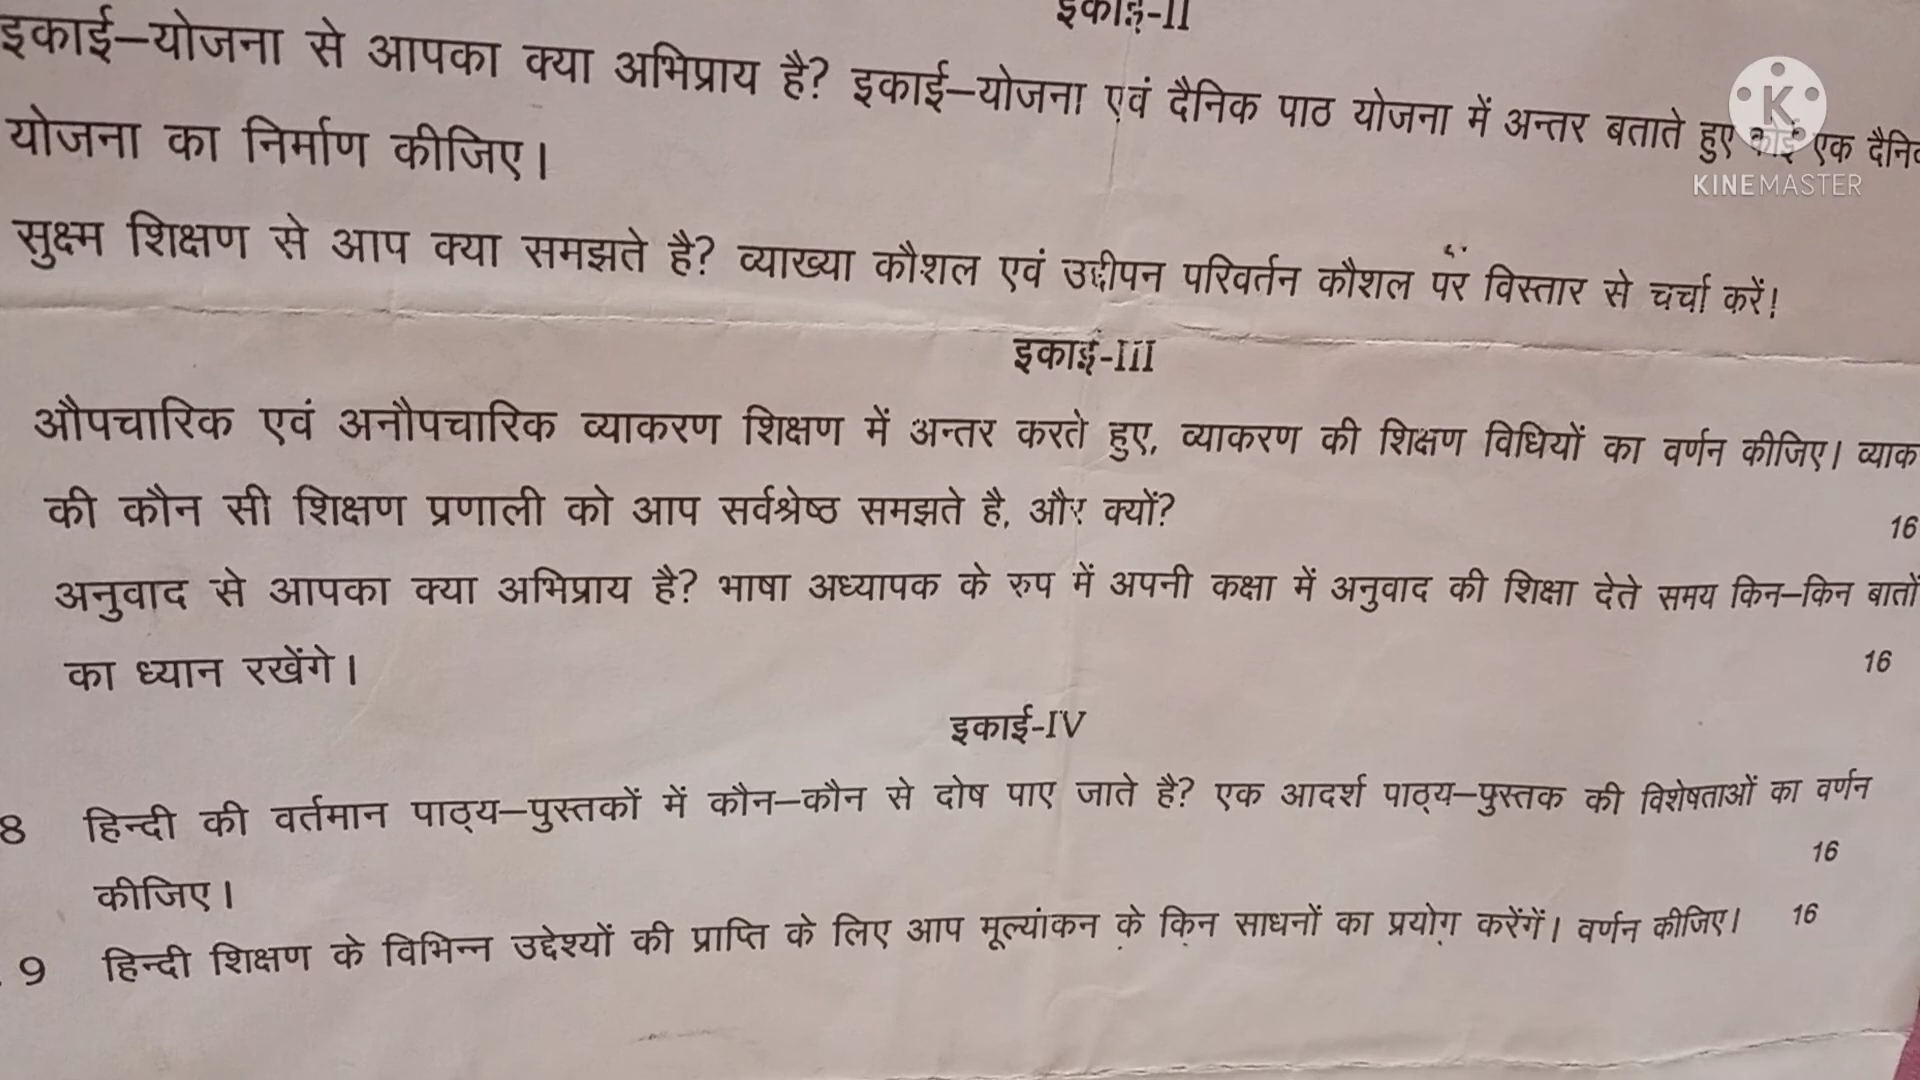 इकाई-II
इकाई–योजना से आपका क्या अभिप्राय है? इकाई–योजना एवं दैनिक पाठ योजना में अन्तर बताते हुए कोई एक
योजना का निर्माण कीजिए।
KINEMASTER
सुक्ष्म शिक्षण से आप क्या समझते है? व्याख्या कौशल एवं उद्दीपन परिवर्तन कौशल पर विस्तार से चर्चा करें!
इकाई-III
औपचारिक एवं अनौपचारिक व्याकरण शिक्षण में अन्तर करते हुए, व्याकरण की शिक्षण विधियों का वर्णन कीजिए।
की कौन सी शिक्षण प्रणाली को आप सर्वश्रेष्ठ समझते है, और क्यों? 16
अनुवाद से आपका क्या अभिप्राय है? भाषा अध्यापक के रुप में अपनी कक्षा में अनुवाद की शिक्षा देते समय किन–किन बातों
का ध्यान रखेंगे। 16
इकाई-IV
8 हिन्दी की वर्तमान पाठ्य–पुस्तकों में कौन–कौन से दोष पाए जाते है? एक आदर्श पाठ्य–पुस्तक की विशेषताओं का वर्णन
कीजिए। 16
9 हिन्दी शिक्षण के विभिन्न उद्देश्यों की प्राप्ति के लिए आप मूल्यांकन के किन साधनों का प्रयोग करेंगें। वर्णन कीजिए। 16